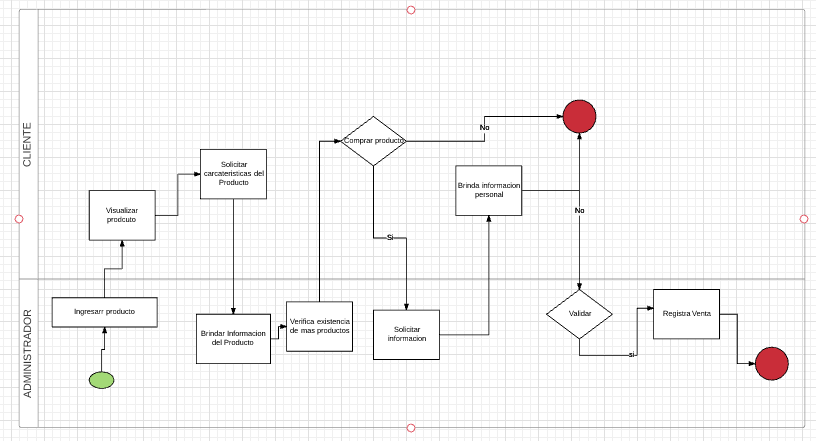 CLIENTE
Comprar producto
No
Solicitar
carcateristicas del
Producto
Brinda informacion
personal
Visualizar
prodcuto
No
Si
ADMINISTRADOR
Ingresarr producto
Brindar Informacion
del Producto
Verifica existencia
de mas productos
Solicitar
informacion
Validar
Registra Venta
si